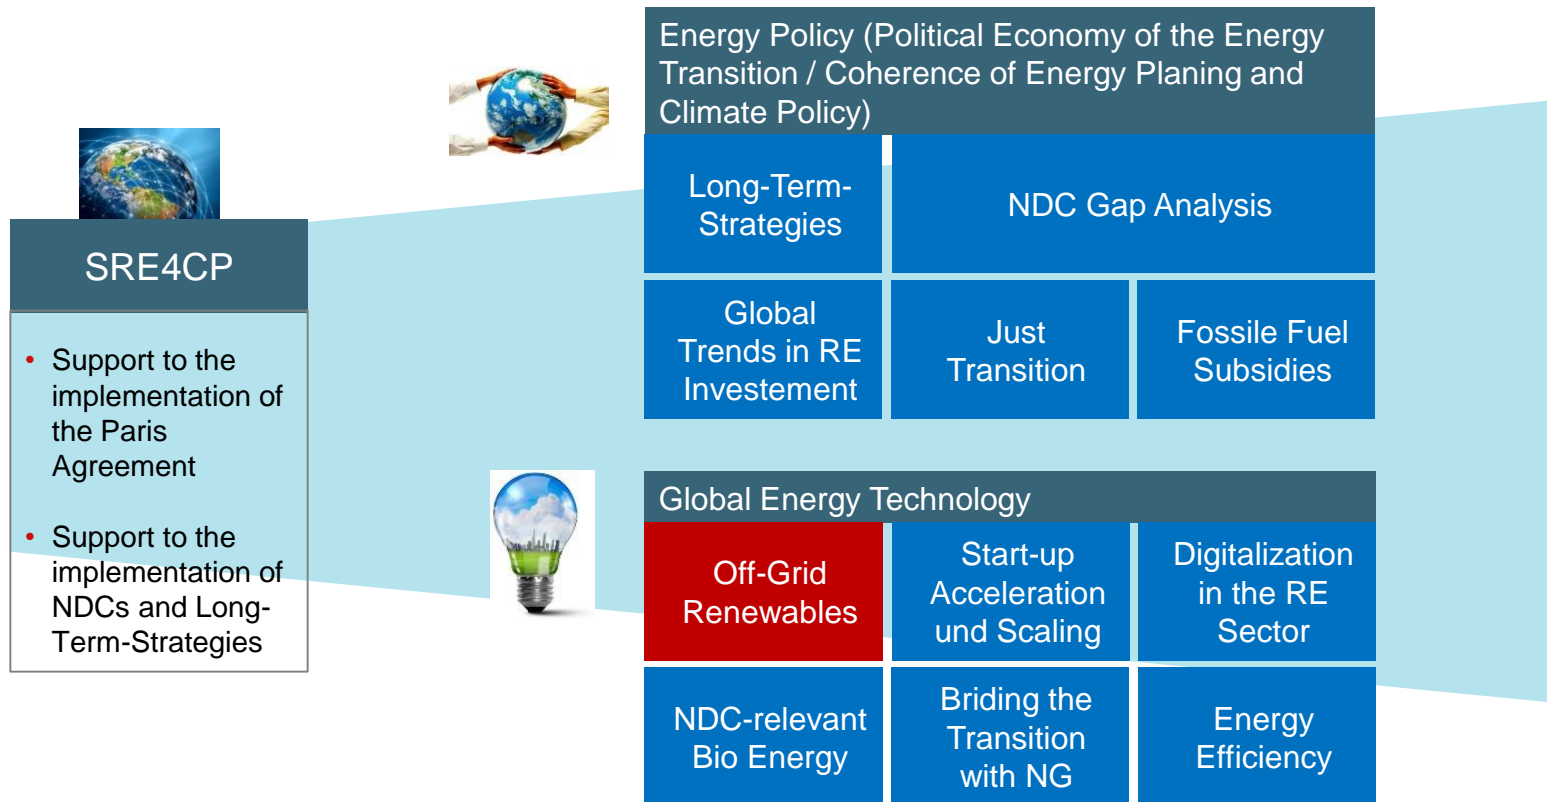 SRE4CP
• Support to the
implementation of
the Paris
Agreement
• Support to the
implementation of
NDCs and Long-
Term-Strategies
Energy Policy (Political Economy of the Energy
Transition / Coherence of Energy Planing and
Climate Policy)
Long-Term-
Strategies
NDC Gap Analysis
Global
Trends in RE
Investement
Just
Transition
Fossile Fuel
Subsidies
Global Energy Technology
Off-Grid
Renewables
Start-up
Acceleration
und Scaling
Digitalization
in the RE
Sector
NDC-relevant
Bio Energy
Briding the
Transition
with NG
Energy
Efficiency